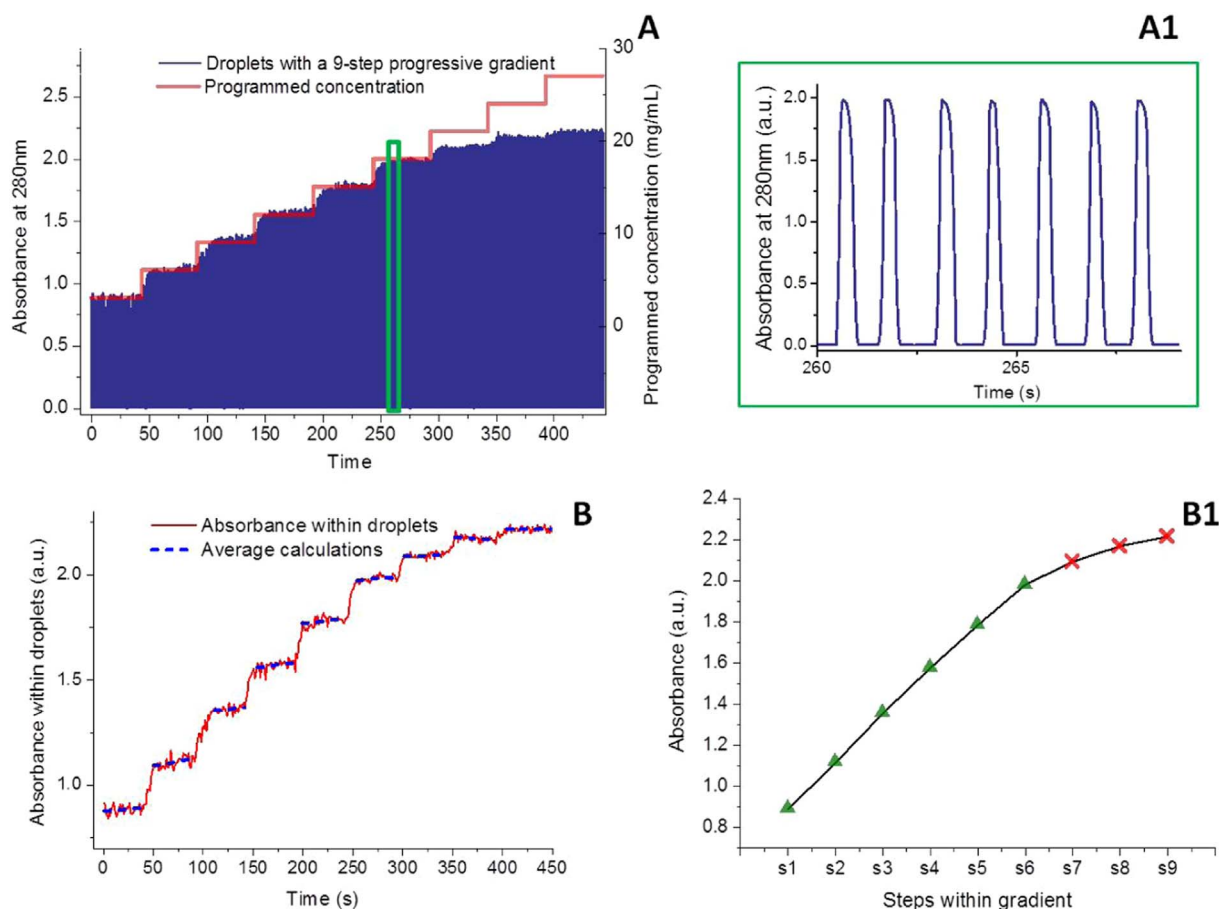 A
Droplets with a 9-step progressive gradient
Programmed concentration
Absorbance at 280nm
2.5
2.0
1.5
1.0
0.5
0.0
0 50 100 150 200 250 300 350 400
Time
30
20
10
0
Programmed concentration (mg/mL)
A1
Absorbance at 280nm (a.u.)
2.0
1.5
1.0
0.5
0.0
260 265
Time (s)
B
Absorbance within droplets
Average calculations
Absorbance within droplets (a.u.)
2.0
1.5
1.0
0 50 100 150 200 250 300 350 400 450
Time (s)
B1
Absorbance (a.u.)
2.4
2.2
2.0
1.8
1.6
1.4
1.2
1.0
0.8
s1 s2 s3 s4 s5 s6 s7 s8 s9
Steps within gradient